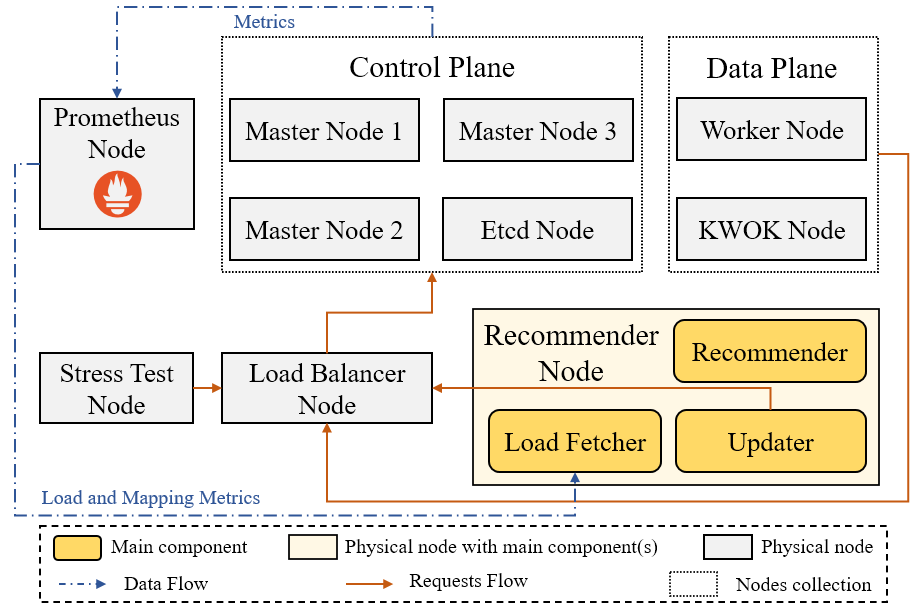 Metrics
Control Plane
Data Plane
Prometheus
Node
Master Node 1
Master Node 3
Worker Node
Master Node 2
Etcd Node
KWOK Node
Recommender
Node
Recommender
Stress Test
Node
Load Balancer
Node
Load Fetcher
Updater
Load and Mapping Metrics
Main component
Physical node with main component(s)
Physical node
Data Flow
Requests Flow
Nodes collection